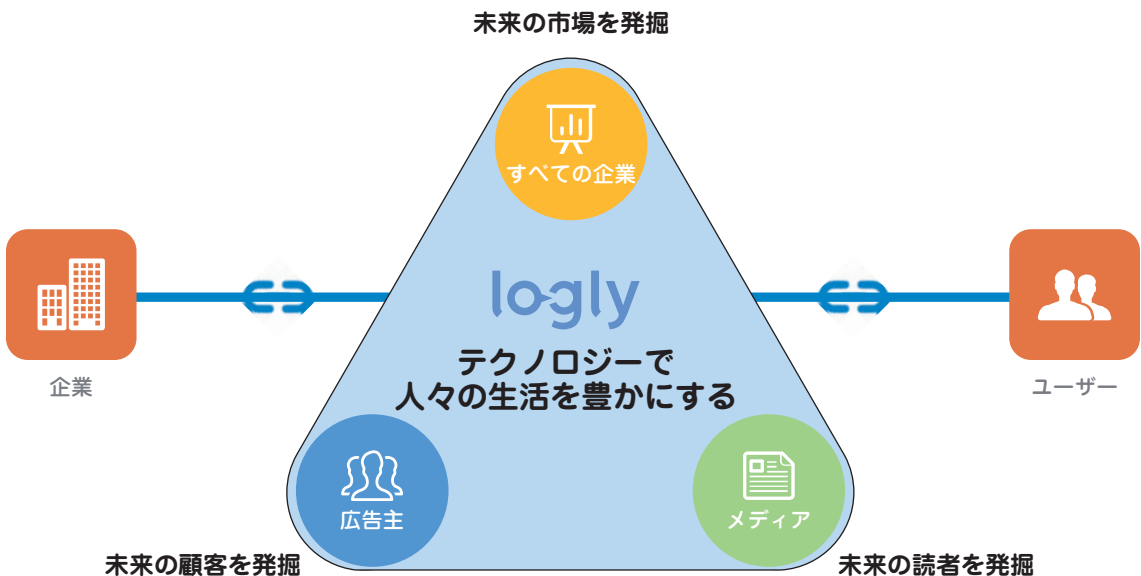 未来の市場を発掘
すべての企業
logly
テクノロジーで
人々の生活を豊かにする
企業
ユーザー
広告主
メディア
未来の顧客を発掘
未来の読者を発掘